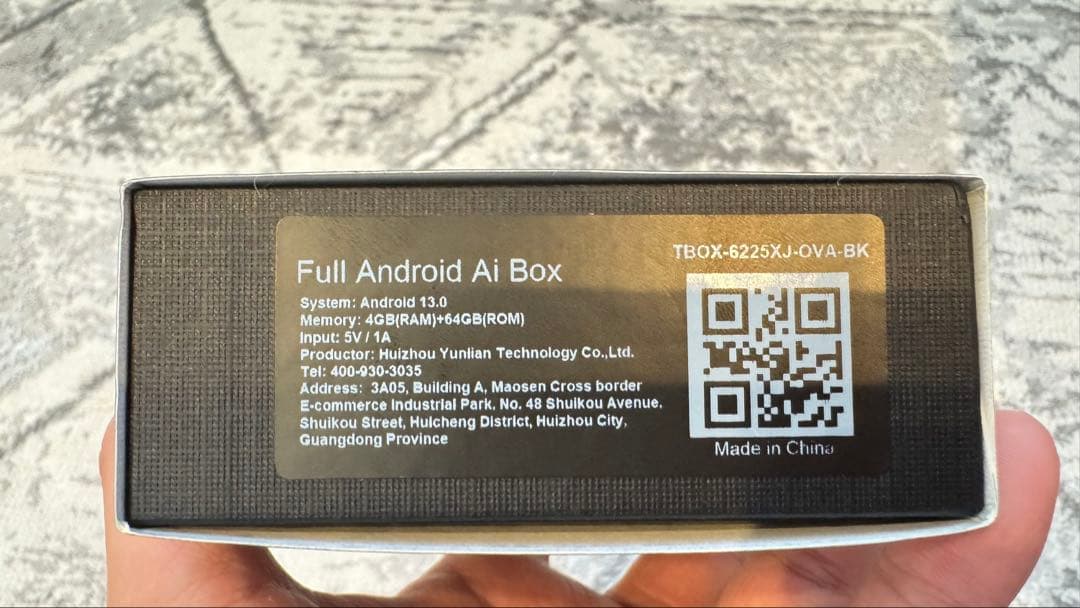 Full Android Ai Box
System: Android 13.0
Memory: 4GB(RAM)+64GB(ROM)
Input: 5V / 1A
Productor: Huizhou Yunlian Technology Co.,Ltd.
Tel: 400-930-3035
Address: 3A05, Building A, Maosen Cross border
E-commerce Industrial Park, No. 48 Shuikou Avenue,
Shuikou Street, Huicheng District, Huizhou City,
Guangdong Province
TBOX-6225XJ-OVA-BK
Made in China